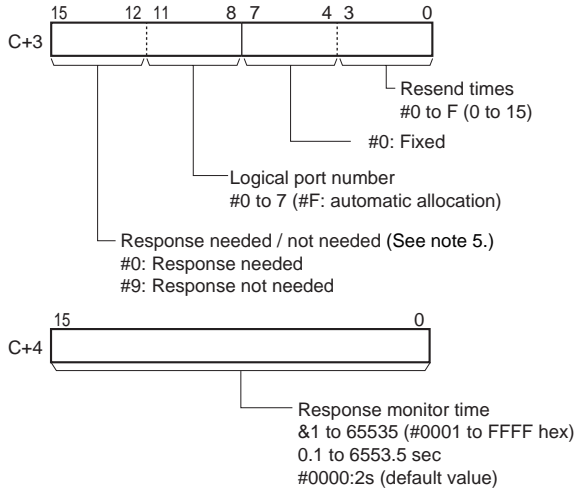 15 12 11 8 7 4 3 0
C+3
Resend times
#0 to F (0 to 15)
#0: Fixed
Logical port number
#0 to 7 (#F: automatic allocation)
Response needed / not needed (See note 5.)
#0: Response needed
#9: Response not needed
15 0
C+4
Response monitor time
&1 to 65535 (#0001 to FFFF hex)
0.1 to 6553.5 sec
#0000:2s (default value)